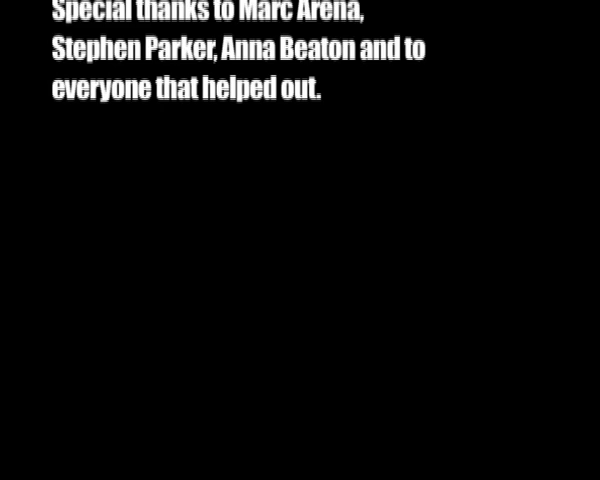 Special thanks to Marc Arena,
Stephen Parker, Anna Beaton and to
everyone that helped out.